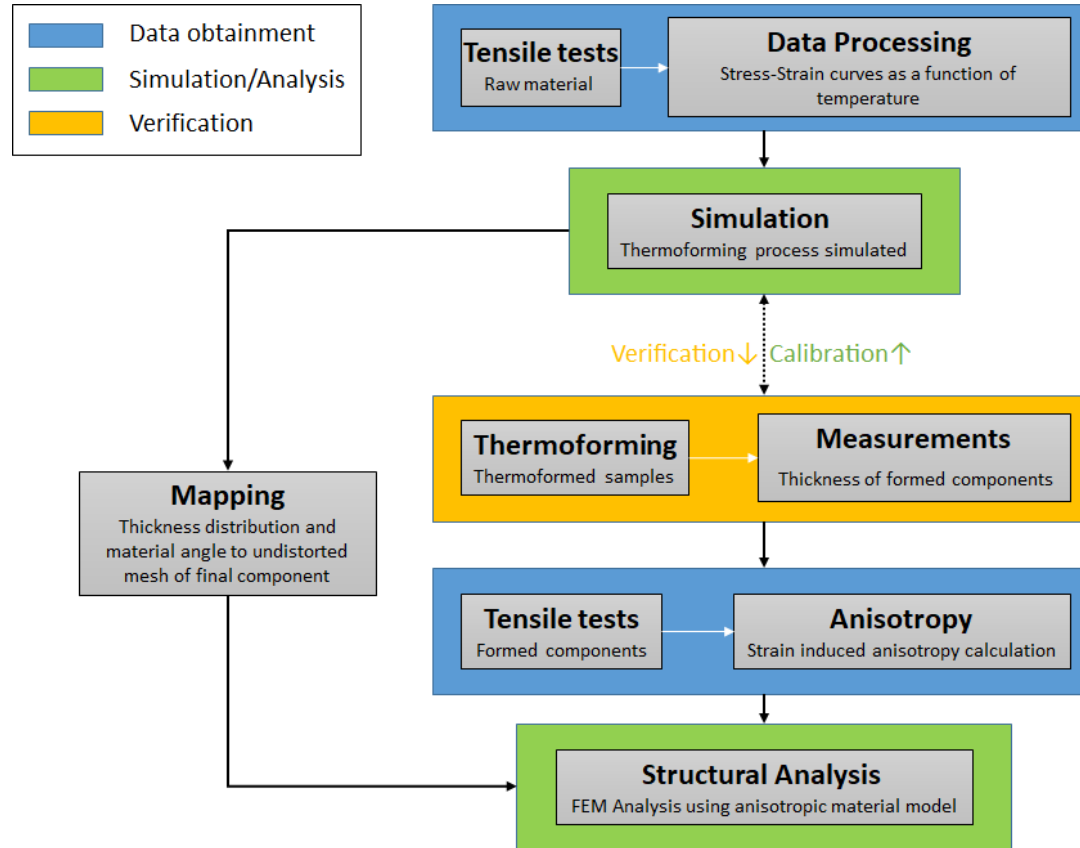 Data obtainment
Simulation/Analysis
Verification
Tensile tests
Raw material
Data Processing
Stress-Strain curves as a function of
temperature
Simulation
Thermoforming process simulated
Verification↓
Calibration↑
Thermoforming
Thermoformed samples
Measurements
Thickness of formed components
Mapping
Thickness distribution and
material angle to undistorted
mesh of final component
Tensile tests
Formed components
Anisotropy
Strain induced anisotropy calculation
Structural Analysis
FEM Analysis using anisotropic material model